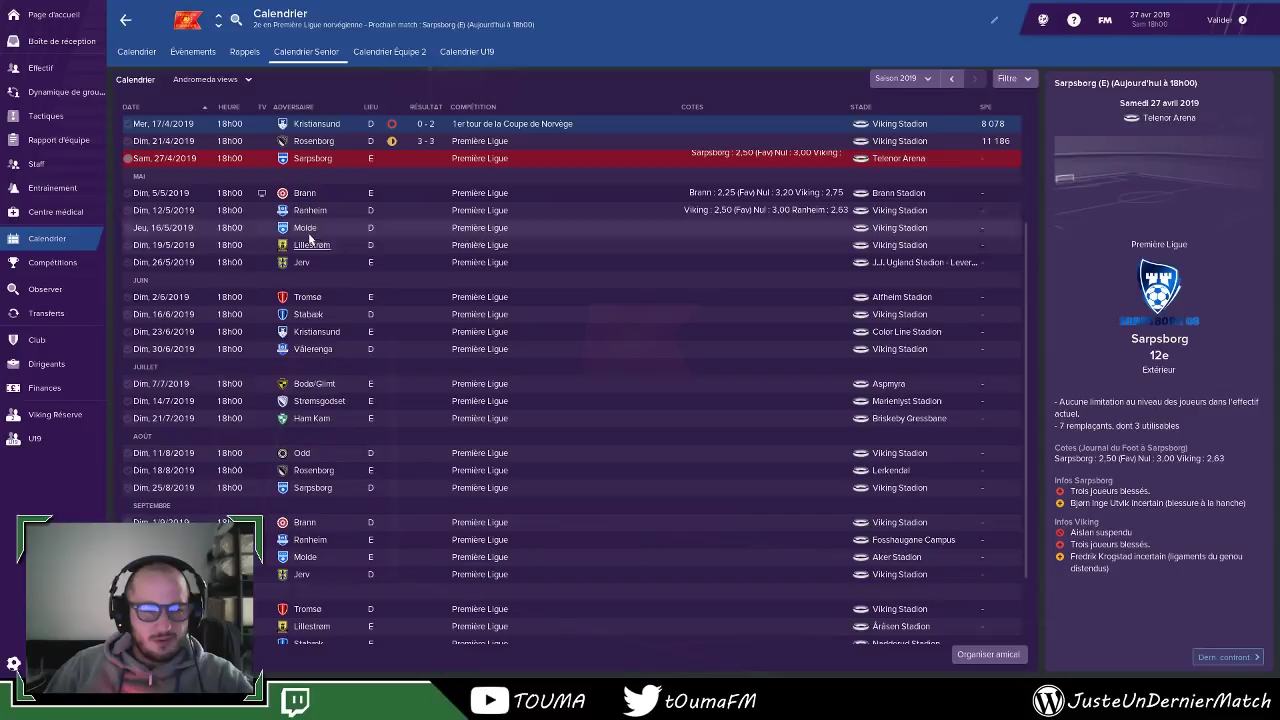 Page d'accueil
Boîte de réception
Effectif
Dynamique de grou...
Tactiques
Rapport d'équipe
Staff
Entraînement
Centre médical
Calendrier
Compétitions
Observer
Transferts
Club
Dirigeants
Finances
Viking Réserve
U19
Calendrier
2e en Première Ligue norvégienne - Prochain match : Sarpsborg (E) (Aujourd'hui à 18h00)
FM
27 avr 2019
Sam 18h00
Valider
Calendrier Évènements Rappels Calendrier Senior Calendrier Équipe 2 Calendrier U19
Calendrier Andromeda views Saison 2019 Filtre
DATE HEURE TV ADVERSAIRE LIEU RÉSULTAT COMPÉTITION COTES STADE SPE
Mer, 17/4/2019 18h00 Kristiansund D 0 - 2 1er tour de la Coupe de Norvège Viking Stadion 8 078
Dim, 21/4/2019 18h00 Rosenborg D 3 - 3 Première Ligue Viking Stadion 11 186
Sam, 27/4/2019 18h00 Sarpsborg E Première Ligue Sarpsborg : 2,50 (Fav) Nul : 3,00 Viking : Telenor Arena -
MAI
Dim, 5/5/2019 18h00 Brann E Première Ligue Brann : 2,25 (Fav) Nul : 3,20 Viking : 2,75 Brann Stadion -
Dim, 12/5/2019 18h00 Ranheim D Première Ligue Viking : 2,50 (Fav) Nul : 3,00 Ranheim : 2,63 Viking Stadion -
Jeu, 16/5/2019 18h00 Molde D Première Ligue Viking Stadion -
Dim, 19/5/2019 18h00 Lillestrøm D Première Ligue Viking Stadion -
Dim, 26/5/2019 18h00 Jerv E Première Ligue J.J. Ugland Stadion - Lever... -
JUIN
Dim, 2/6/2019 18h00 Tromsø E Première Ligue Alfheim Stadion -
Dim, 16/6/2019 18h00 Stabæk D Première Ligue Viking Stadion -
Dim, 23/6/2019 18h00 Kristiansund E Première Ligue Color Line Stadion -
Dim, 30/6/2019 18h00 Vålerenga D Première Ligue Viking Stadion -
JUILLET
Dim, 7/7/2019 18h00 Bodø/Glimt E Première Ligue Aspmyra -
Dim, 14/7/2019 18h00 Strømsgodset E Première Ligue Marienlyst Stadion -
Dim, 21/7/2019 18h00 Ham Kam E Première Ligue Briskeby Gressbane -
AOÛT
Dim, 11/8/2019 18h00 Odd D Première Ligue Viking Stadion -
Dim, 18/8/2019 18h00 Rosenborg E Première Ligue Lerkendal -
Dim, 25/8/2019 18h00 Sarpsborg D Première Ligue Viking Stadion -
SEPTEMBRE
Dim, 1/9/2019 18h00 Brann D Première Ligue Viking Stadion -
Ranheim E Première Ligue Fosshaugane Campus -
Molde E Première Ligue Aker Stadion -
Jerv D Première Ligue Viking Stadion -
Tromsø D Première Ligue Viking Stadion -
Lillestrøm E Première Ligue Åråsen Stadion -
Stabæk E Première Ligue Nadderud Stadion -
Organiser amical
Sarpsborg (E) (Aujourd'hui à 18h00)
Samedi 27 avril 2019
Telenor Arena
Première Ligue
SARPSBORG 08
Sarpsborg
12e
Extérieur
- Aucune limitation au niveau des joueurs dans l'effectif
actuel.
- 7 remplaçants, dont 3 utilisables
Cotes (Journal du Foot à Sarpsborg)
Sarpsborg : 2,50 (Fav) Nul : 3,00 Viking : 2,63
Infos Sarpsborg
Trois joueurs blessés.
Bjørn Inge Utvik incertain (blessure à la hanche)
Infos Viking
Aislan suspendu
Trois joueurs blessés.
Fredrik Krogstad incertain (ligaments du genou
distendus)
Dern. confront.
TOUMA
tOumaFM
JusteUnDernierMatch